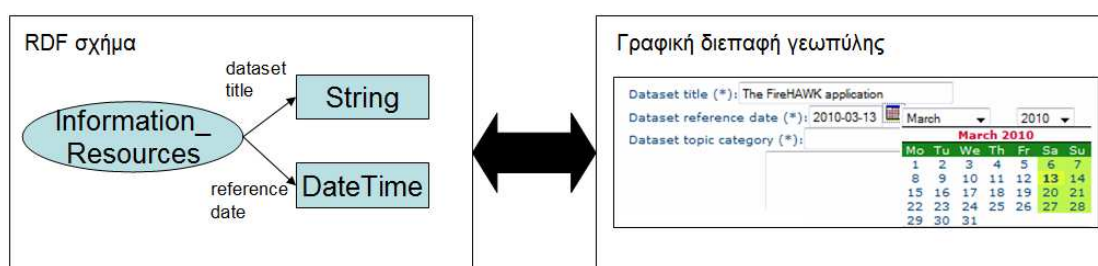 RDF σχήμα
dataset
title
String
Information_
Resources
reference
date
DateTime
Γραφική διεπαφή γεωπύλης
Dataset title (*): The FireHAWK application
Dataset reference date (*): 2010-03-13 March 2010
Dataset topic category (*):
March 2010
Mo Tu We Th Fr Sa Su
1 2 3 4 5 6 7
8 9 10 11 12 13 14
15 16 17 18 19 20 21
22 23 24 25 26 27 28
29 30 31